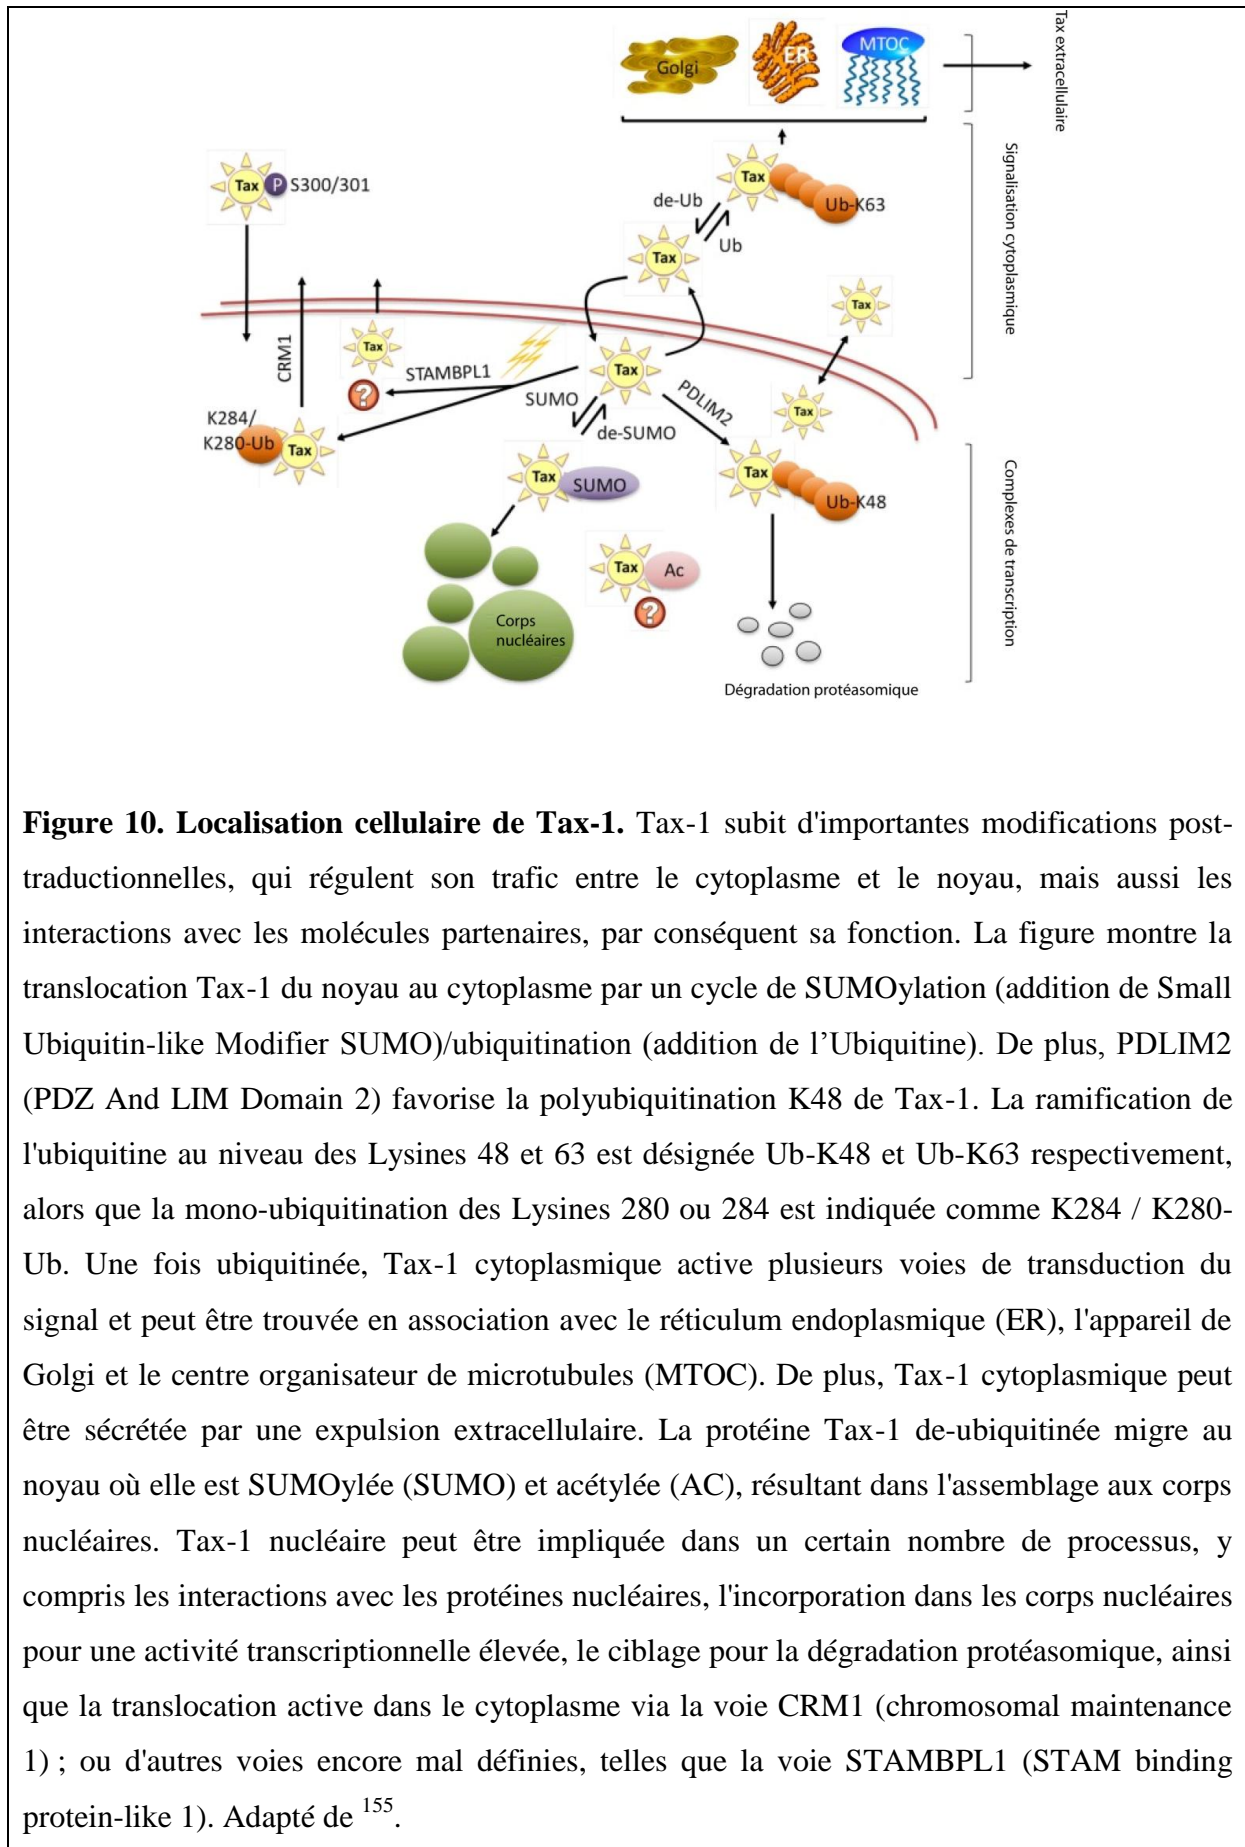 Golgi
ER
MTOC
Tax extracellulaire
Tax P S300/301
Tax
Ub-K63
de-Ub
Ub
Tax
Signalisation cytoplasmique
Tax
CRM1
Tax
STAMBPL1
?
Tax
SUMO
de-SUMO
PDLIM2
Tax
K284/
K280-Ub
Tax
Tax
Ub-K48
Tax
SUMO
Tax
Ac
?
Complexes de transcription
Corps
nucléaires
Dégradation protéasomique
Figure 10. Localisation cellulaire de Tax-1. Tax-1 subit d'importantes modifications post-
traductionnelles, qui régulent son trafic entre le cytoplasme et le noyau, mais aussi les
interactions avec les molécules partenaires, par conséquent sa fonction. La figure montre la
translocation Tax-1 du noyau au cytoplasme par un cycle de SUMOylation (addition de Small
Ubiquitin-like Modifier SUMO)/ubiquitination (addition de l’Ubiquitine). De plus, PDLIM2
(PDZ And LIM Domain 2) favorise la polyubiquitination K48 de Tax-1. La ramification de
l'ubiquitine au niveau des Lysines 48 et 63 est désignée Ub-K48 et Ub-K63 respectivement,
alors que la mono-ubiquitination des Lysines 280 ou 284 est indiquée comme K284 / K280-
Ub. Une fois ubiquitinée, Tax-1 cytoplasmique active plusieurs voies de transduction du
signal et peut être trouvée en association avec le réticulum endoplasmique (ER), l'appareil de
Golgi et le centre organisateur de microtubules (MTOC). De plus, Tax-1 cytoplasmique peut
être sécrétée par une expulsion extracellulaire. La protéine Tax-1 de-ubiquitinée migre au
noyau où elle est SUMOylée (SUMO) et acétylée (AC), résultant dans l'assemblage aux corps
nucléaires. Tax-1 nucléaire peut être impliquée dans un certain nombre de processus, y
compris les interactions avec les protéines nucléaires, l'incorporation dans les corps nucléaires
pour une activité transcriptionnelle élevée, le ciblage pour la dégradation protéasomique, ainsi
que la translocation active dans le cytoplasme via la voie CRM1 (chromosomal maintenance
1) ; ou d'autres voies encore mal définies, telles que la voie STAMBPL1 (STAM binding
protein-like 1). Adapté de 155.